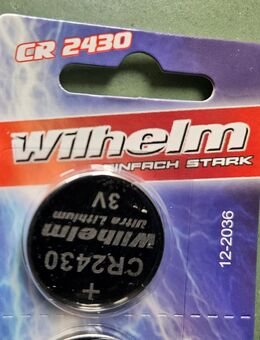 CR 2430
wilhelm
EINFACH STARK
12-2036
3V
Ultra Lithium
Wilhelm
CR2430
+